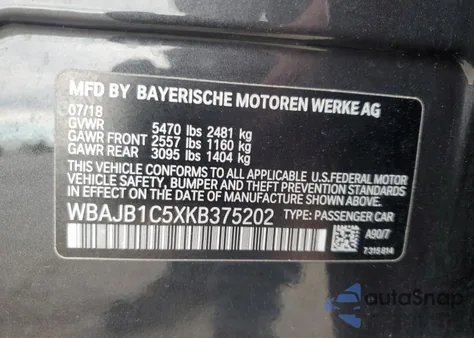 MFD BY BAYERISCHE MOTOREN WERKE AG
07/18
GVWR 5470 lbs 2481 kg
GAWR FRONT 2557 lbs 1160 kg
GAWR REAR 3095 lbs 1404 kg
THIS VEHICLE CONFORMS TO ALL APPLICABLE U.S.FEDERAL MOTOR
VEHICLE SAFETY, BUMPER, AND THEFT PREVENTION STANDARDS IN
EFFECT ON THE DATE OF MANUFACTURE SHOWN ABOVE.
WBAJB1C5XKB375202 TYPE: PASSENGER CAR
A90/7
7315814
autoSnap